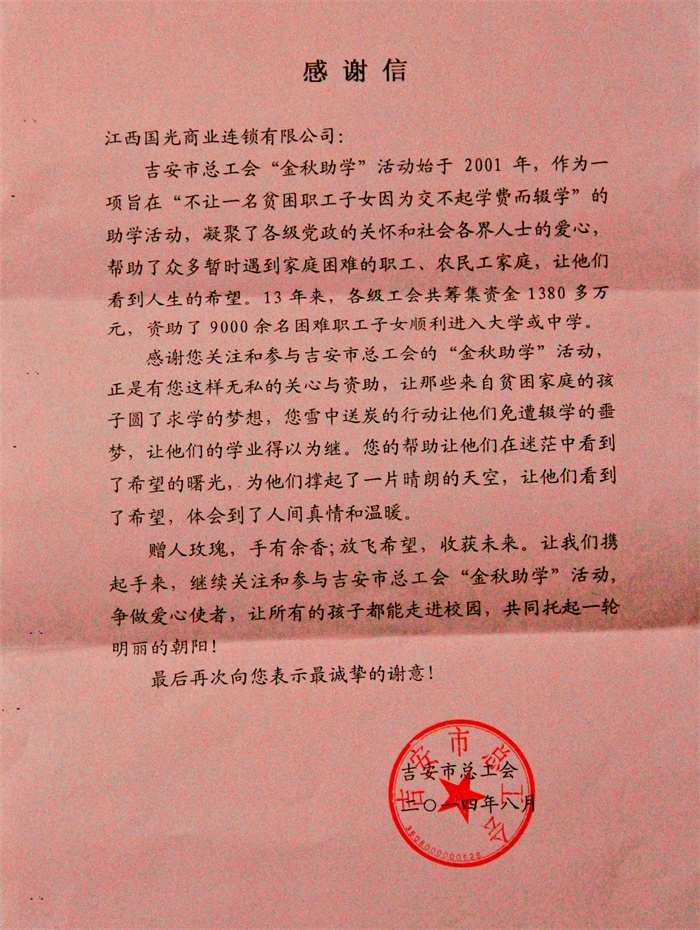 感谢信
江西国光商业连锁有限公司：
吉安市总工会“金秋助学”活动始于 2001 年，作为一
项旨在“不让一名贫困职工子女因为交不起学费而辍学”的
助学活动，凝聚了各级党政的关怀和社会各界人士的爱心，
帮助了众多暂时遇到家庭困难的职工、农民工家庭，让他们
看到人生的希望。13 年来，各级工会共筹集资金 1380 多万
元，资助了 9000 余名困难职工子女顺利进入大学或中学。
感谢您关注和参与吉安市总工会的“金秋助学”活动，
正是有您这样无私的关心与资助，让那些来自贫困家庭的孩
子圆了求学的梦想，您雪中送炭的行动让他们免遭辍学的噩
梦，让他们的学业得以为继。您的帮助让他们在迷茫中看到
了希望的曙光，为他们撑起了一片晴朗的天空，让他们看到
了希望，体会到了人间真情和温暖。
赠人玫瑰，手有余香；放飞希望，收获未来。让我们携
起手来，继续关注和参与吉安市总工会“金秋助学”活动，
争做爱心使者，让所有的孩子都能走进校园，共同托起一轮
明丽的朝阳！
最后再次向您表示最诚挚的谢意！
吉安市总工会
吉安市总工会
二〇一四年八月